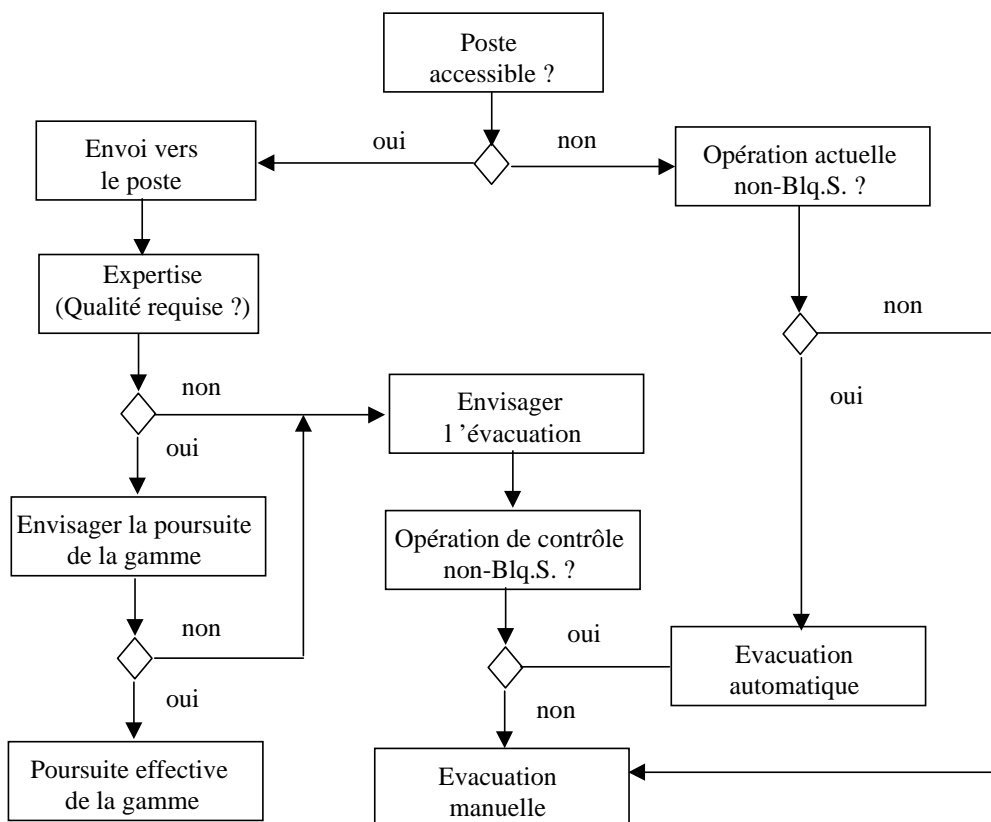 Poste
accessible ?
oui
non
Envoi vers
le poste
Opération actuelle
non-Blq.S. ?
Expertise
(Qualité requise ?)
non
non
oui
Envisager
l ’évacuation
oui
Envisager la poursuite
de la gamme
Opération de contrôle
non-Blq.S. ?
non
oui
Evacuation
automatique
oui
non
Poursuite effective
de la gamme
Evacuation
manuelle